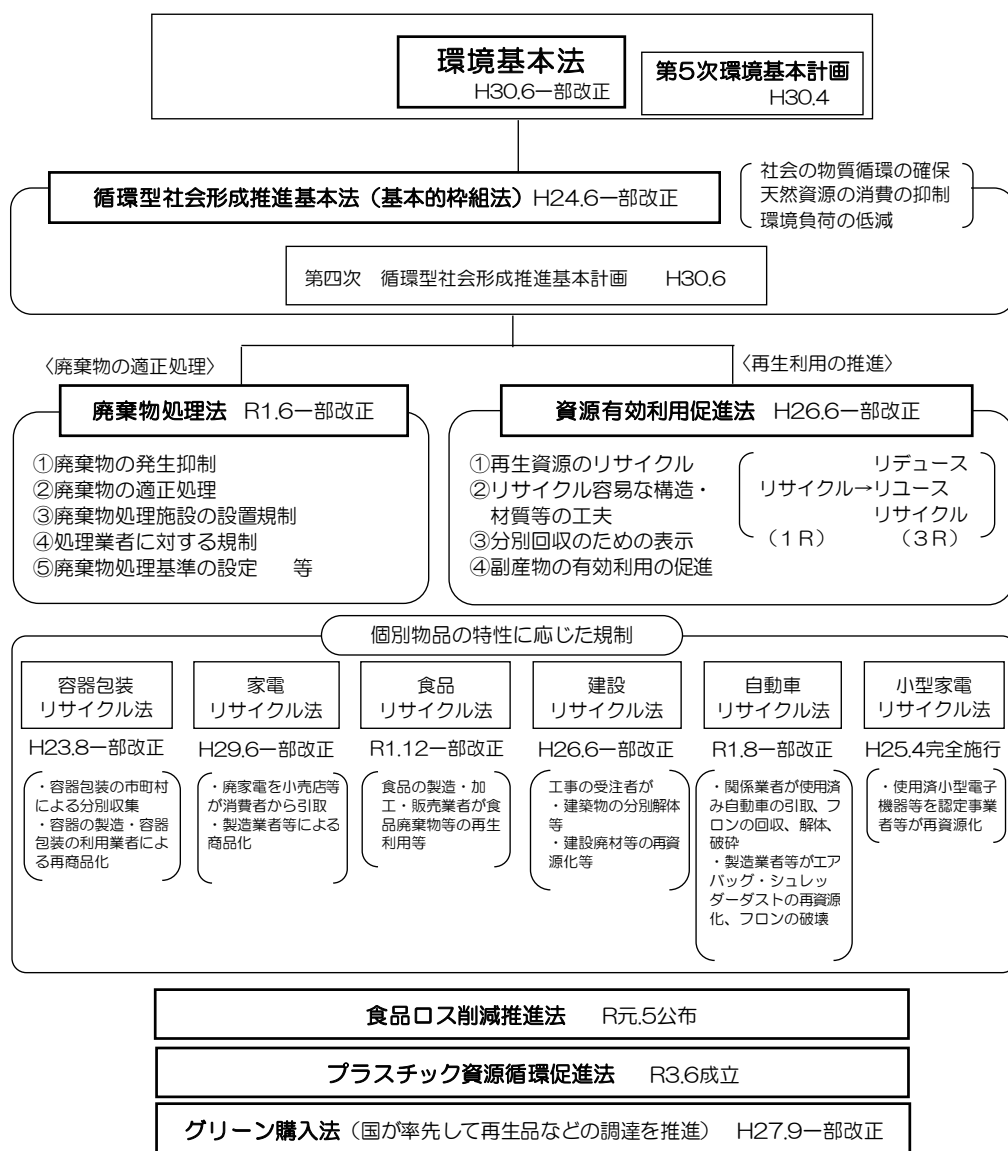 環境基本法
H30.6一部改正
第5次環境基本計画
H30.4
循環型社会形成推進基本法（基本的枠組法）H24.6一部改正
社会の物質循環の確保
天然資源の消費の抑制
環境負荷の低減
第四次　循環型社会形成推進基本計画　H30.6
〈廃棄物の適正処理〉
〈再生利用の推進〉
廃棄物処理法　R1.6一部改正
①廃棄物の発生抑制
②廃棄物の適正処理
③廃棄物処理施設の設置規制
④処理業者に対する規制
⑤廃棄物処理基準の設定　等
資源有効利用促進法　H26.6一部改正
①再生資源のリサイクル
②リサイクル容易な構造・
材質等の工夫
③分別回収のための表示
④副産物の有効利用の促進
リデュース
リサイクル→リユース
リサイクル
（１R）　（３R）
個別物品の特性に応じた規制
容器包装
リサイクル法
H23.8一部改正
・容器包装の市町村
による分別収集
・容器の製造・容器
包装の利用業者によ
る再商品化
家電
リサイクル法
H29.6一部改正
・廃家電を小売店等
が消費者から引取
・製造業者等による
商品化
食品
リサイクル法
R1.12一部改正
食品の製造・加
工・販売業者が食
品廃棄物等の再生
利用等
建設
リサイクル法
H26.6一部改正
工事の受注者が
・建築物の分別解体
等
・建設廃材等の再資
源化等
自動車
リサイクル法
R1.8一部改正
・関係業者が使用済
み自動車の引取、フ
ロンの回収、解体、
破砕
・製造業者等がエア
バッグ・シュレッ
ダーダストの再資源
化、フロンの破壊
小型家電
リサイクル法
H25.4完全施行
・使用済小型電子
機器等を認定事業
者等が再資源化
食品ロス削減推進法　R元.5公布
プラスチック資源循環促進法　R3.6成立
グリーン購入法（国が率先して再生品などの調達を推進）　H27.9一部改正